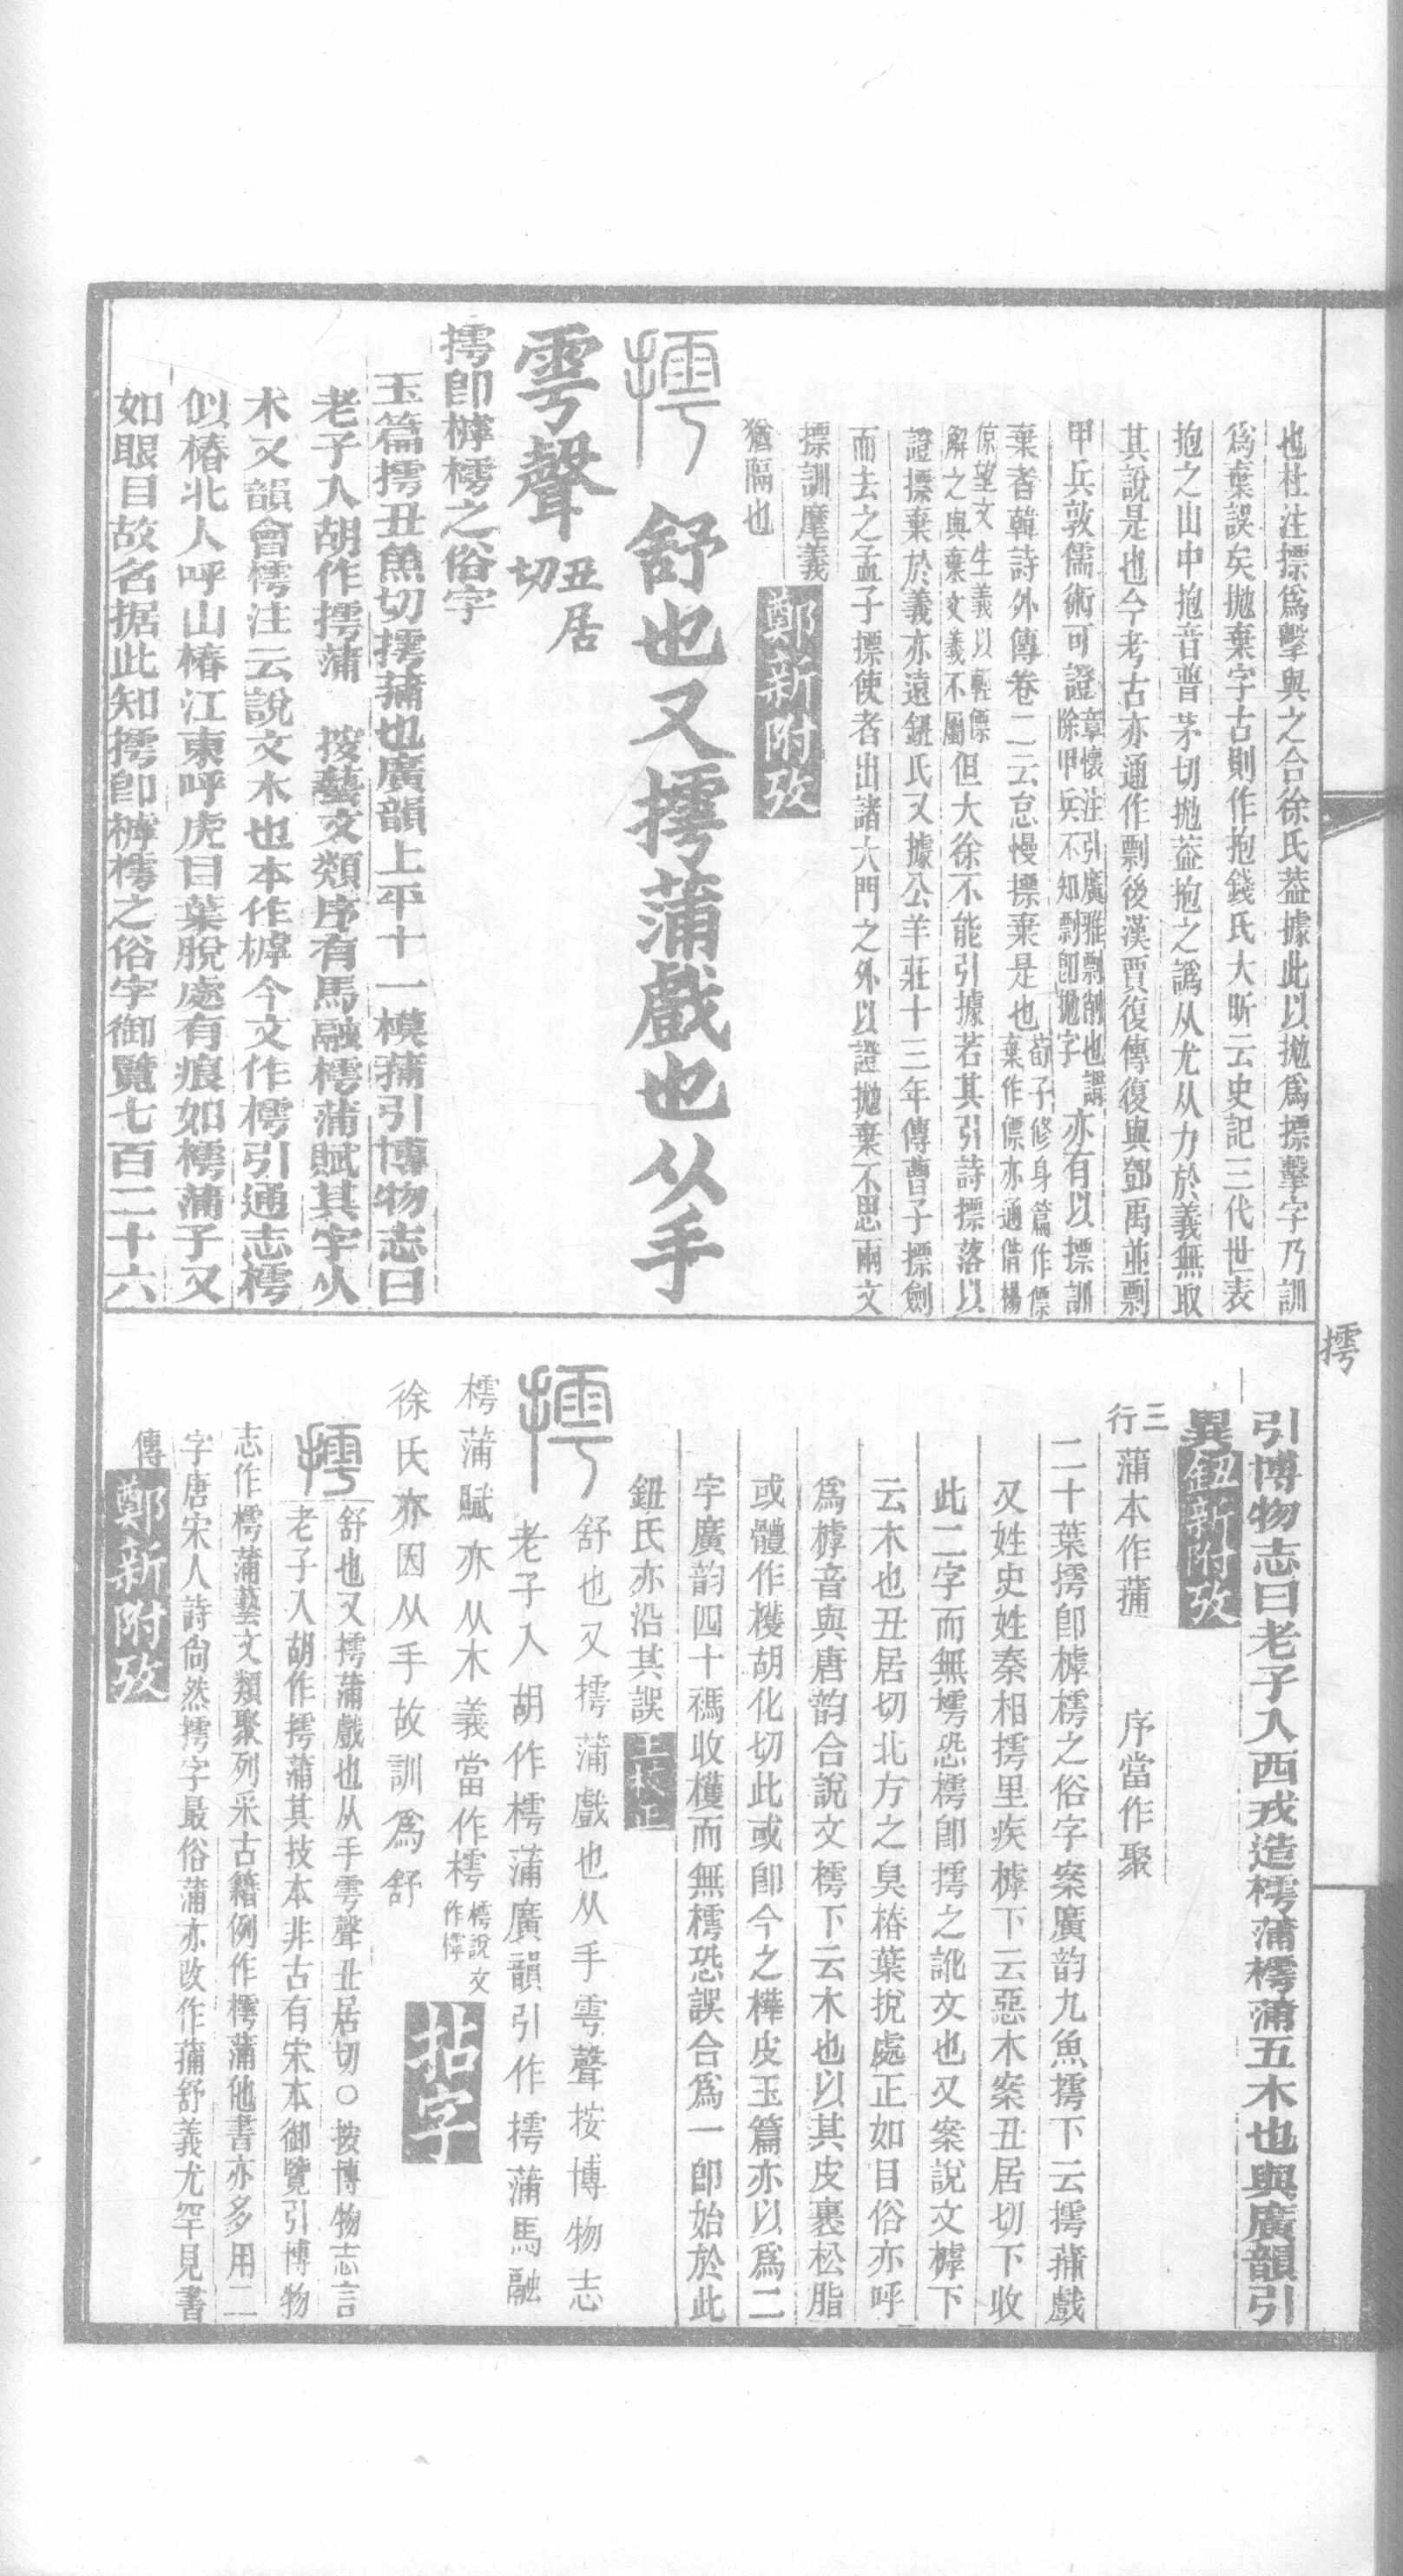 也杜注摽爲擊與之合徐氏葢據此以拋爲摽擊字乃訓
爲棄誤矣拋棄字古則作抱錢氏大昕云史記三代世表
抱之山中抱音普茅切拋葢抱之譌从尤从力於義無取
其說是也今考古亦通作剽後漢賈復傳復與鄧禹並剽
甲兵敦儒術可證章懷注引廣雅剽削也謂除甲兵不知剽卽拋字亦有以摽訓
棄者韓詩外傳卷二云怠慢摽棄是也荀子修身篇作僄棄作僄亦通借楊
倞望文生義以輕僄解之與棄文義不屬但大徐不能引據若其引詩摽落以
證摽棄於義亦遠鈕氏又據公羊莊十三年傳曹子摽劍
而去之孟子摽使者出諸大門之外以證拋棄不思兩文
摽訓摩義
猶隔也鄭新附攷
摴舒也又摴蒲戲也从手
雩聲丑居切
摴卽樗樗之俗字
玉篇摴丑魚切摴蒱也廣韻上平十一模蒱引博物志曰
老子入胡作摴蒲 按藝文類序有馬融樗蒲賦其字从
木又韻會樗注云說文木也本作樗今文作樗引通志樗
似椿北人呼山椿江東呼虎目葉脫處有痕如樗蒲子又
如眼目故名据此知摴卽樗樗之俗字御覽七百二十六
摴
引博物志曰老子入西戎造樗蒲樗蒲五木也與廣韻引
異鈕新附攷
三行蒲本作蒱 序當作聚
二十葉摴卽樗樗之俗字案廣韵九魚摴下云摴蒱戲
又姓史姓秦相摴里疾樗下云惡木案丑居切下收
此二字而無樗恐樗卽摴之訛文也又案說文樗下
云木也丑居切北方之臭椿葉挩處正如目俗亦呼
爲樗音與唐韵合說文樗下云木也以其皮裹松脂
或體作檴胡化切此或卽今之樺皮玉篇亦以爲二
字廣韵四十禡收檴而無樗恐誤合爲一卽始於此
鈕氏亦沿其誤王校正
摴舒也又摴蒲戲也从手雩聲按博物志
老子入胡作樗蒲廣韻引作摴蒲馬融
樗蒲賦亦从木義當作樗樗說文作樗
徐氏亦因从手故訓爲舒拈字
摴舒也又摴蒲戲也从手雩聲丑居切○按博物志言
老子入胡作摴蒲其技本非古有宋本御覽引博物
志作樗蒲藝文類聚列采古籍例作樗蒲他書亦多用二
字唐宋人詩尙然摴字最俗蒲亦改作蒱舒義尤罕見書
傳鄭新附攷